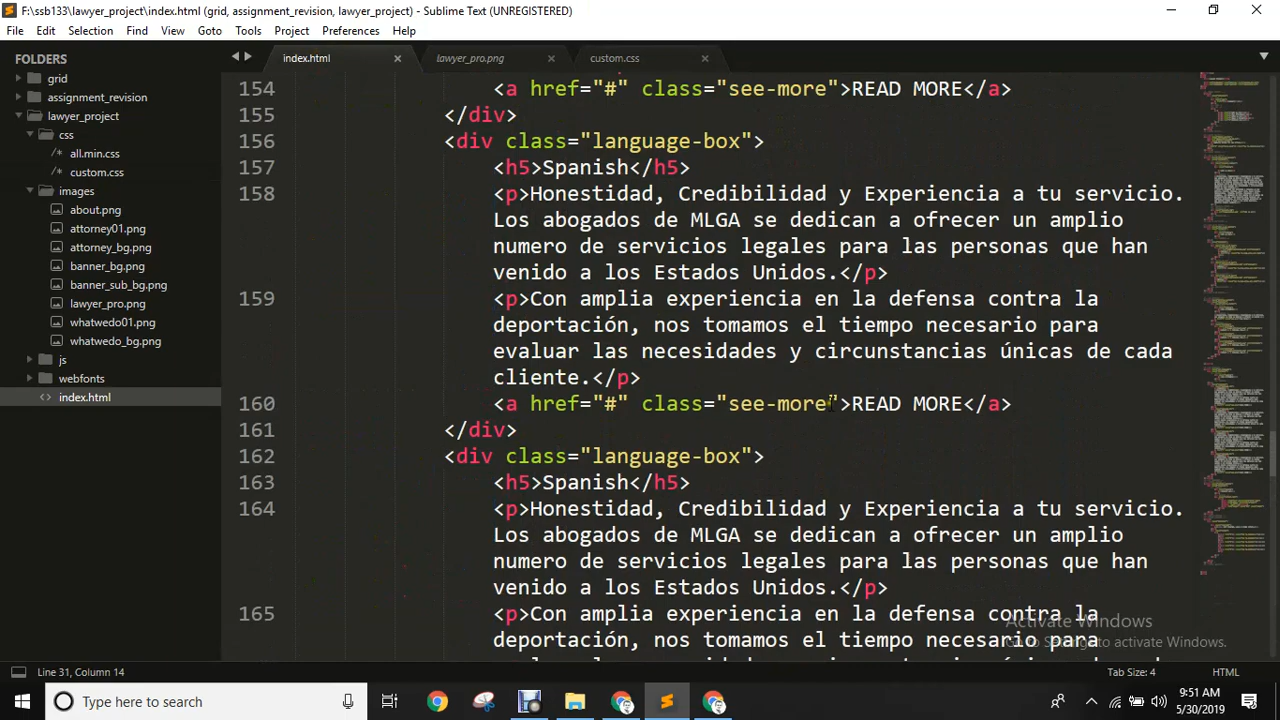 F:\ssb133\lawyer_project\index.html (grid, assignment_revision, lawyer_project) - Sublime Text (UNREGISTERED)
File Edit Selection Find View Goto Tools Project Preferences Help
FOLDERS
grid
assignment_revision
lawyer_project
css
/* all.min.css
/* custom.css
images
about.png
attorney01.png
attorney_bg.png
banner_bg.png
banner_sub_bg.png
lawyer_pro.png
whatwedo01.png
whatwedo_bg.png
js
webfonts
<> index.html
index.html lawyer_pro.png custom.css
154 <a href="#" class="see-more">READ MORE</a>
155 </div>
156 <div class="language-box">
157 <h5>Spanish</h5>
158 <p>Honestidad, Credibilidad y Experiencia a tu servicio.
Los abogados de MLGA se dedican a ofrecer un amplio
numero de servicios legales para las personas que han
venido a los Estados Unidos.</p>
159 <p>Con amplia experiencia en la defensa contra la
deportación, nos tomamos el tiempo necesario para
evaluar las necesidades y circunstancias únicas de cada
cliente.</p>
160 <a href="#" class="see-more">READ MORE</a>
161 </div>
162 <div class="language-box">
163 <h5>Spanish</h5>
164 <p>Honestidad, Credibilidad y Experiencia a tu servicio.
Los abogados de MLGA se dedican a ofrecer un amplio
numero de servicios legales para las personas que han
venido a los Estados Unidos.</p>
165 <p>Con amplia experiencia en la defensa contra la
deportación, nos tomamos el tiempo necesario para
Activate Windows
Go to Settings to activate Windows.
Line 31, Column 14
Tab Size: 4 HTML
Type here to search
9:51 AM
5/30/2019